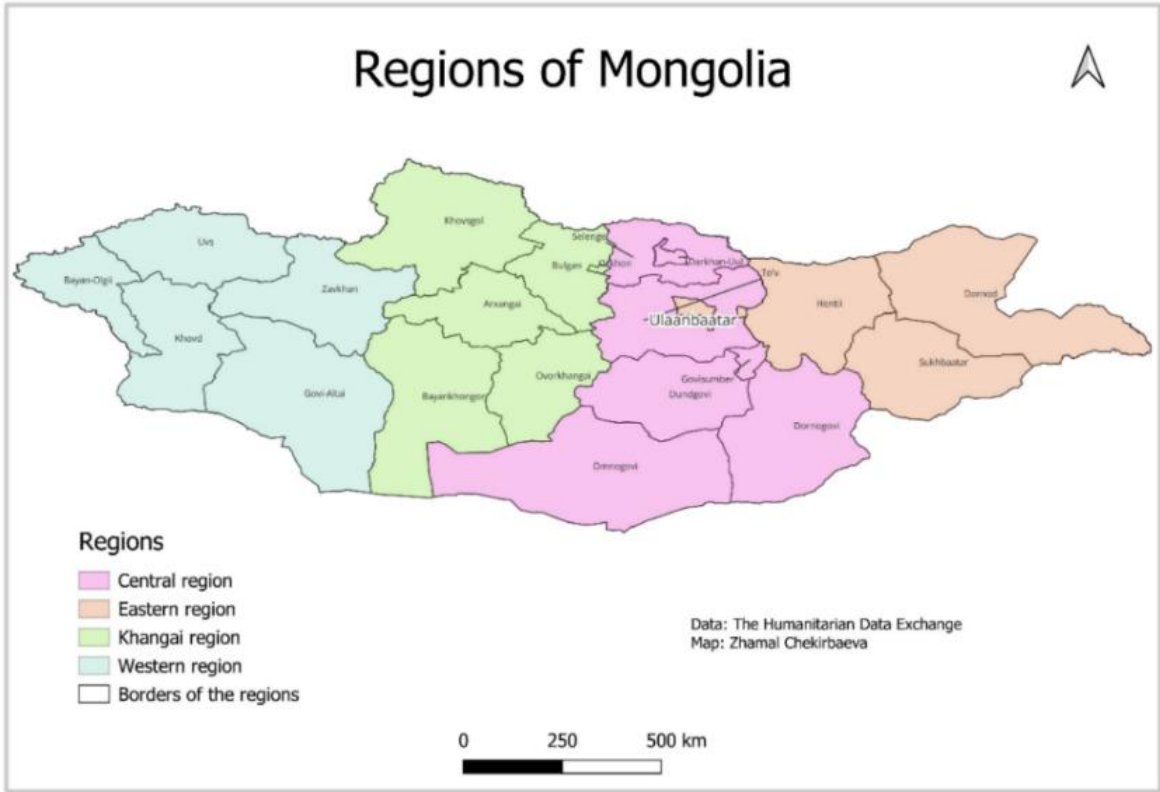 Regions of Mongolia
Khovsgol
Selenge
Uvs
Bulgan
Orkhon
Darkhan-Uul
Bayan-Olgii
To'v
Zavkhan
Dornod
Arxangai
Hentii
Ulaanbaatar
Khovd
Sukhbaatar
Ovorkhangai
Govisumber
Govi-Altai
Bayankhongor
Dundgovi
Dornogovi
Omnogovi
Regions
Central region
Eastern region
Khangai region
Western region
Borders of the regions
Data: The Humanitarian Data Exchange
Map: Zhamal Chekirbaeva
0 250 500 km